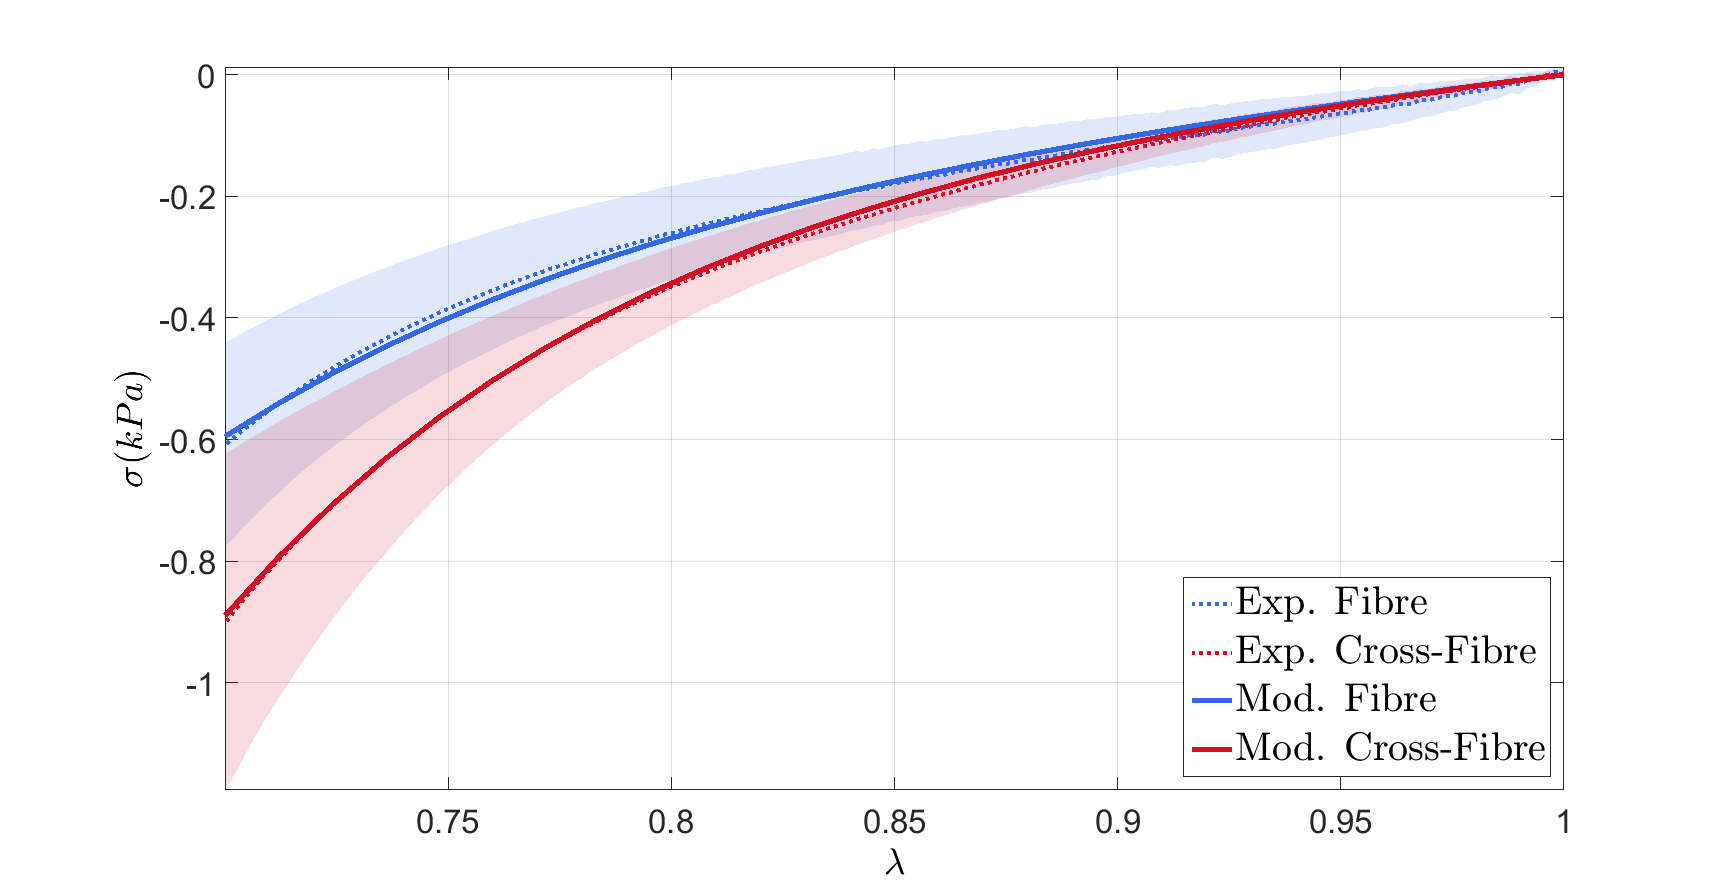 0
-0.2
-0.4
-0.6
-0.8
-1
σ(kPa)
0.75
0.8
0.85
0.9
0.95
1
λ
Exp. Fibre
Exp. Cross-Fibre
Mod. Fibre
Mod. Cross-Fibre